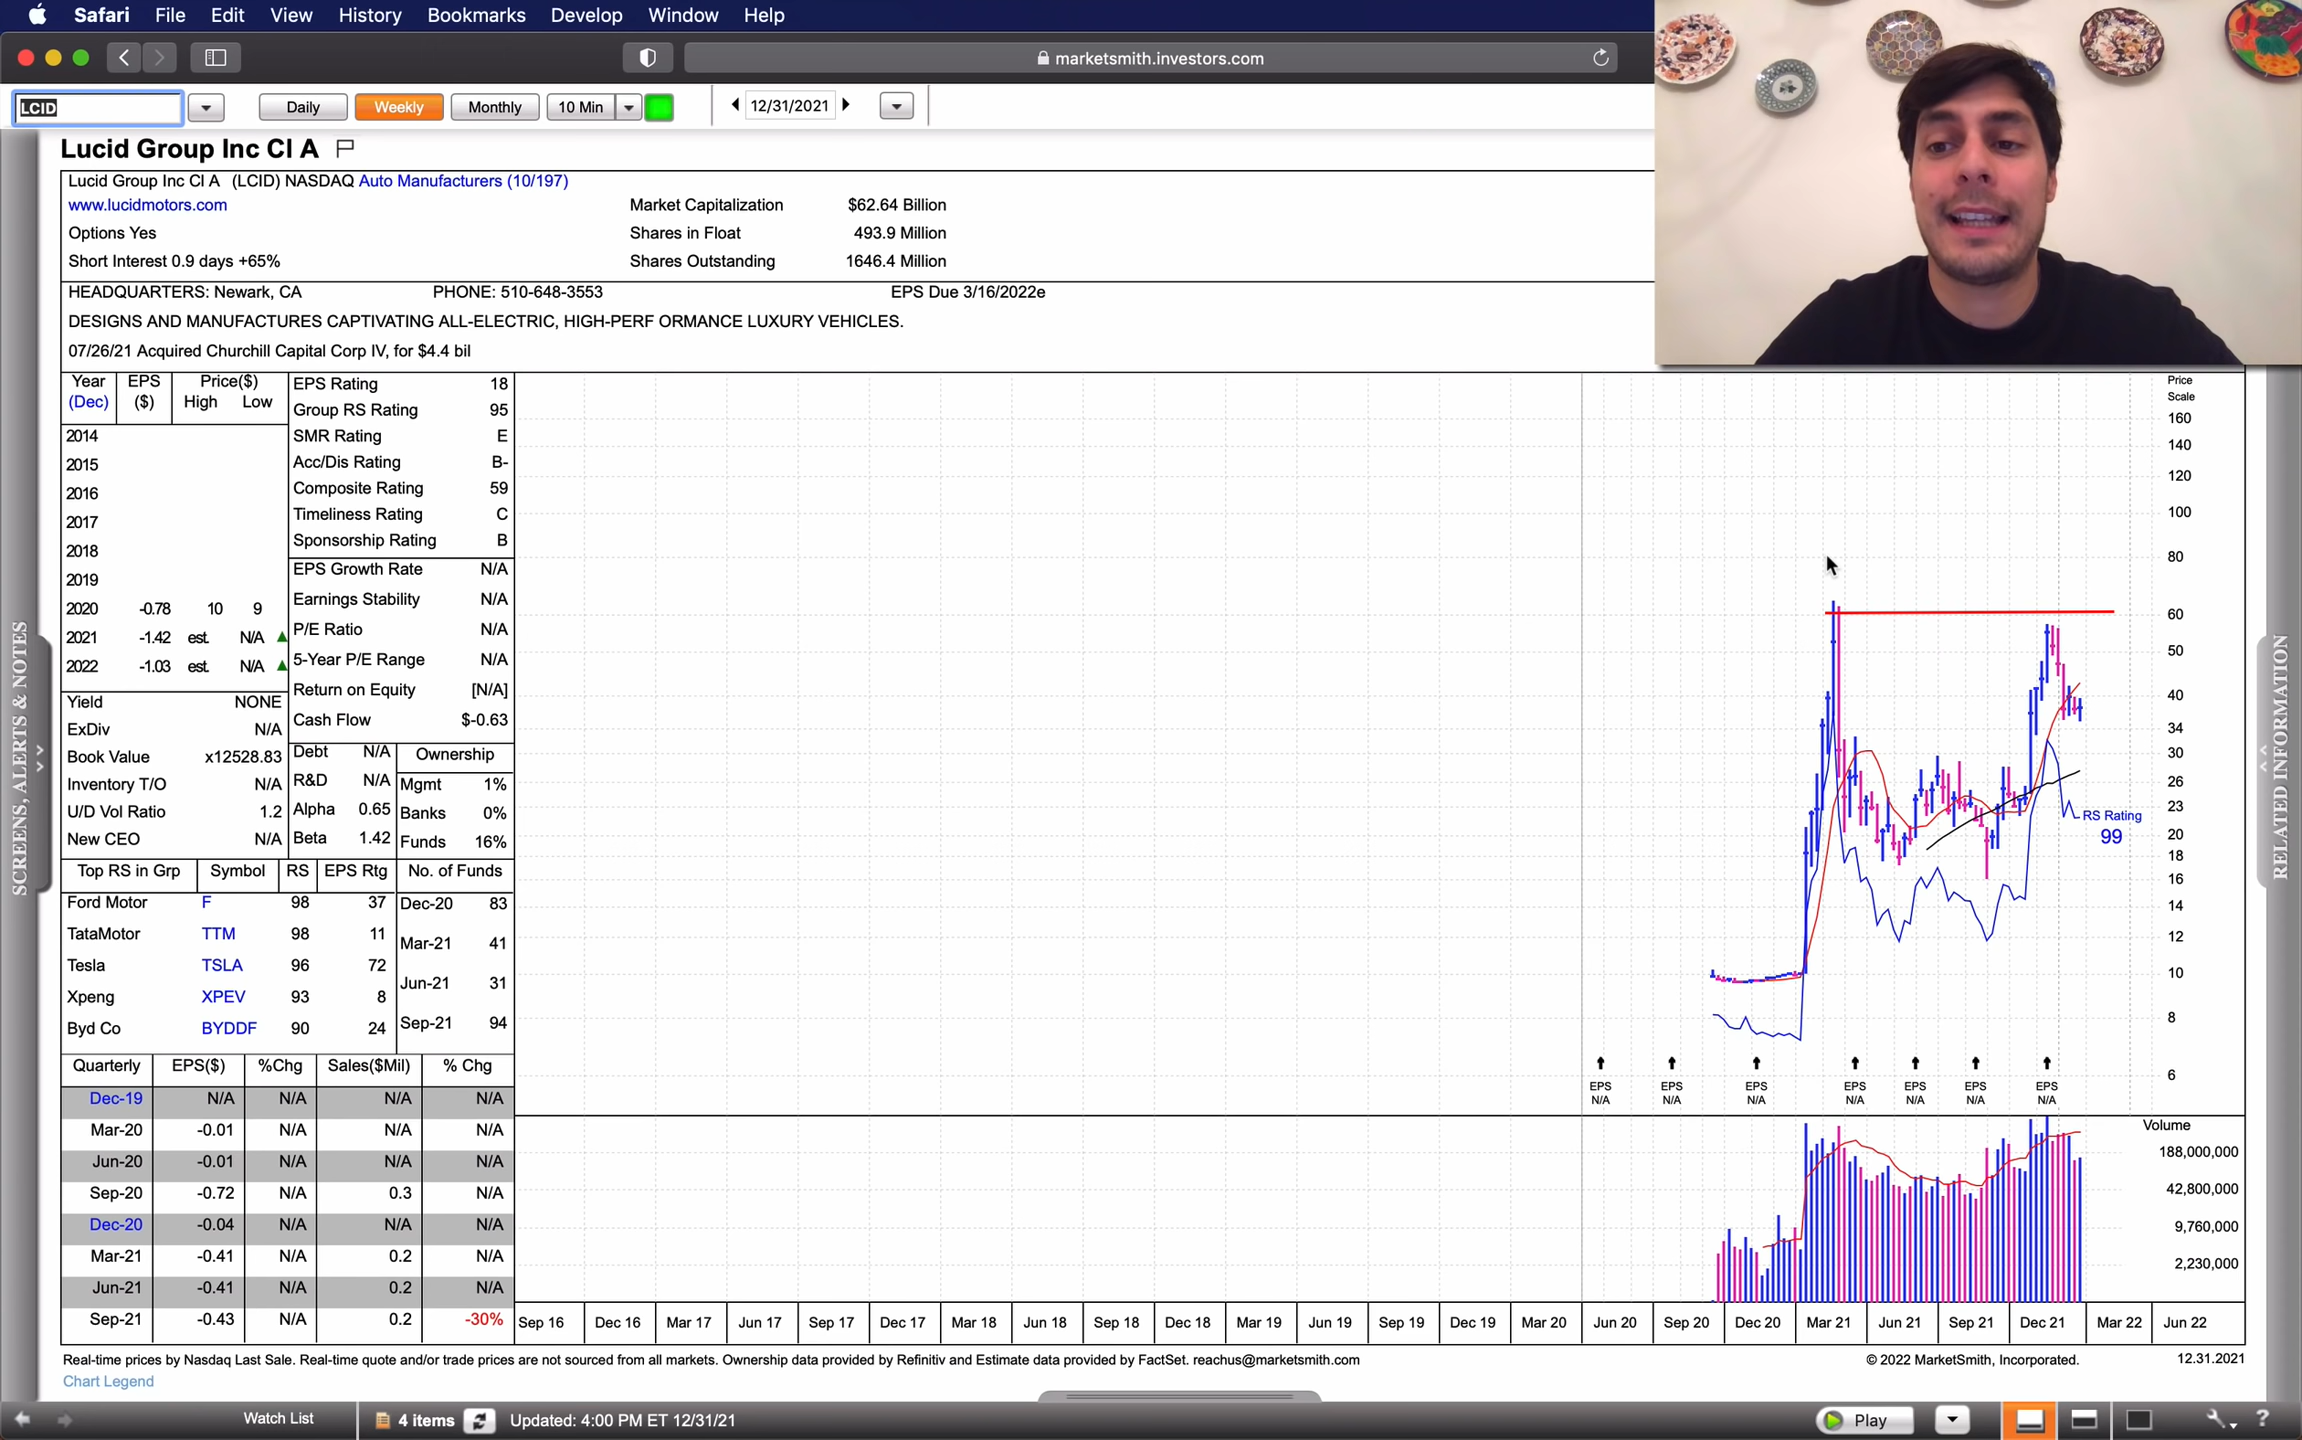 Safari File Edit View History Bookmarks Develop Window Help
marketsmith.investors.com
LCID Daily Weekly Monthly 10 Min 12/31/2021
Lucid Group Inc Cl A
Lucid Group Inc Cl A (LCID) NASDAQ Auto Manufacturers (10/197)
www.lucidmotors.com Market Capitalization $62.64 Billion
Options Yes Shares in Float 493.9 Million
Short Interest 0.9 days +65% Shares Outstanding 1646.4 Million
HEADQUARTERS: Newark, CA PHONE: 510-648-3553 EPS Due 3/16/2022e
DESIGNS AND MANUFACTURES CAPTIVATING ALL-ELECTRIC, HIGH-PERF ORMANCE LUXURY VEHICLES.
07/26/21 Acquired Churchill Capital Corp IV, for $4.4 bil
SCREENS, ALERTS & NOTES
Year EPS Price($)
(Dec) ($) High Low
2014
2015
2016
2017
2018
2019
2020 -0.78 10 9
2021 -1.42 est. N/A
2022 -1.03 est. N/A
Yield NONE
ExDiv N/A
Book Value x12528.83
Inventory T/O N/A
U/D Vol Ratio 1.2
New CEO N/A
EPS Rating 18
Group RS Rating 95
SMR Rating E
Acc/Dis Rating B-
Composite Rating 59
Timeliness Rating C
Sponsorship Rating B
EPS Growth Rate N/A
Earnings Stability N/A
P/E Ratio N/A
5-Year P/E Range N/A
Return on Equity [N/A]
Cash Flow $-0.63
Debt N/A
R&D N/A
Alpha 0.65
Beta 1.42
Ownership
Mgmt 1%
Banks 0%
Funds 16%
Top RS in Grp Symbol RS EPS Rtg
Ford Motor F 98 37
TataMotor TTM 98 11
Tesla TSLA 96 72
Xpeng XPEV 93 8
Byd Co BYDDF 90 24
No. of Funds
Dec-20 83
Mar-21 41
Jun-21 31
Sep-21 94
Quarterly EPS($) %Chg Sales($Mil) % Chg
Dec-19 N/A N/A N/A N/A
Mar-20 -0.01 N/A N/A N/A
Jun-20 -0.01 N/A N/A N/A
Sep-20 -0.72 N/A 0.3 N/A
Dec-20 -0.04 N/A N/A N/A
Mar-21 -0.41 N/A 0.2 N/A
Jun-21 -0.41 N/A 0.2 N/A
Sep-21 -0.43 N/A 0.2 -30%
Price
Scale
160
140
120
100
80
60
50
40
34
30
26
23
20
18
16
14
12
10
8
6
RS Rating
99
EPS EPS EPS EPS EPS EPS EPS
N/A N/A N/A N/A N/A N/A N/A
Volume
188,000,000
42,800,000
9,760,000
2,230,000
Sep 16 Dec 16 Mar 17 Jun 17 Sep 17 Dec 17 Mar 18 Jun 18 Sep 18 Dec 18 Mar 19 Jun 19 Sep 19 Dec 19 Mar 20 Jun 20 Sep 20 Dec 20 Mar 21 Jun 21 Sep 21 Dec 21 Mar 22 Jun 22
RELATED INFORMATION
Real-time prices by Nasdaq Last Sale. Real-time quote and/or trade prices are not sourced from all markets. Ownership data provided by Refinitiv and Estimate data provided by FactSet. reachus@marketsmith.com © 2022 MarketSmith, Incorporated. 12.31.2021
Chart Legend
Watch List 4 items Updated: 4:00 PM ET 12/31/21 Play ?